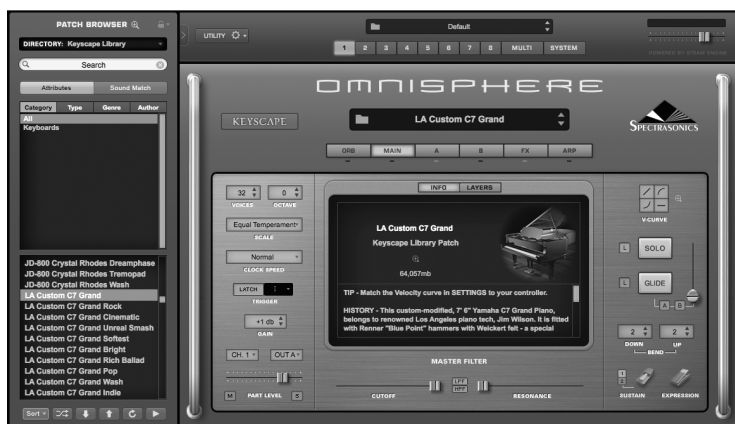 PATCH BROWSER
DIRECTORY: Keyscape Library
Search
Attributes
Sound Match
Category Type Genre Author
All
Keyboards
JD-800 Crystal Rhodes Dreamphase
JD-800 Crystal Rhodes Tremopad
JD-800 Crystal Rhodes Wash
LA Custom C7 Grand
LA Custom C7 Grand Rock
LA Custom C7 Grand Cinematic
LA Custom C7 Grand Unreal Smash
LA Custom C7 Grand Softest
LA Custom C7 Grand Bright
LA Custom C7 Grand Rich Ballad
LA Custom C7 Grand Pop
LA Custom C7 Grand Wash
LA Custom C7 Grand Indie
Sort
UTILITY
Default
1 2 3 4 5 6 7 8 MULTI SYSTEM
POWERED BY STEAM ENGINE
OMNISPHERE
KEYSCAPE
LA Custom C7 Grand
SPECTRASONICS
ORB MAIN A B FX ARP
32 0
VOICES OCTAVE
Equal Temperament
SCALE
Normal
CLOCK SPEED
LATCH
TRIGGER
+1 db
GAIN
CH. 1 OUT A
M PART LEVEL S
INFO LAYERS
LA Custom C7 Grand
Keyscape Library Patch
64,057mb
TIP - Match the Velocity curve in SETTINGS to your controller.
HISTORY - This custom-modified, 7' 6" Yamaha C7 Grand Piano,
belongs to renowned Los Angeles piano tech, Jim Wilson. It is fitted
with Renner "Blue Point" hammers with Weickert felt - a special
MASTER FILTER
CUTOFF
LPF
HPF
RESONANCE
V-CURVE
L SOLO
L GLIDE
A B
2 2
DOWN UP
BEND
1
2
SUSTAIN EXPRESSION